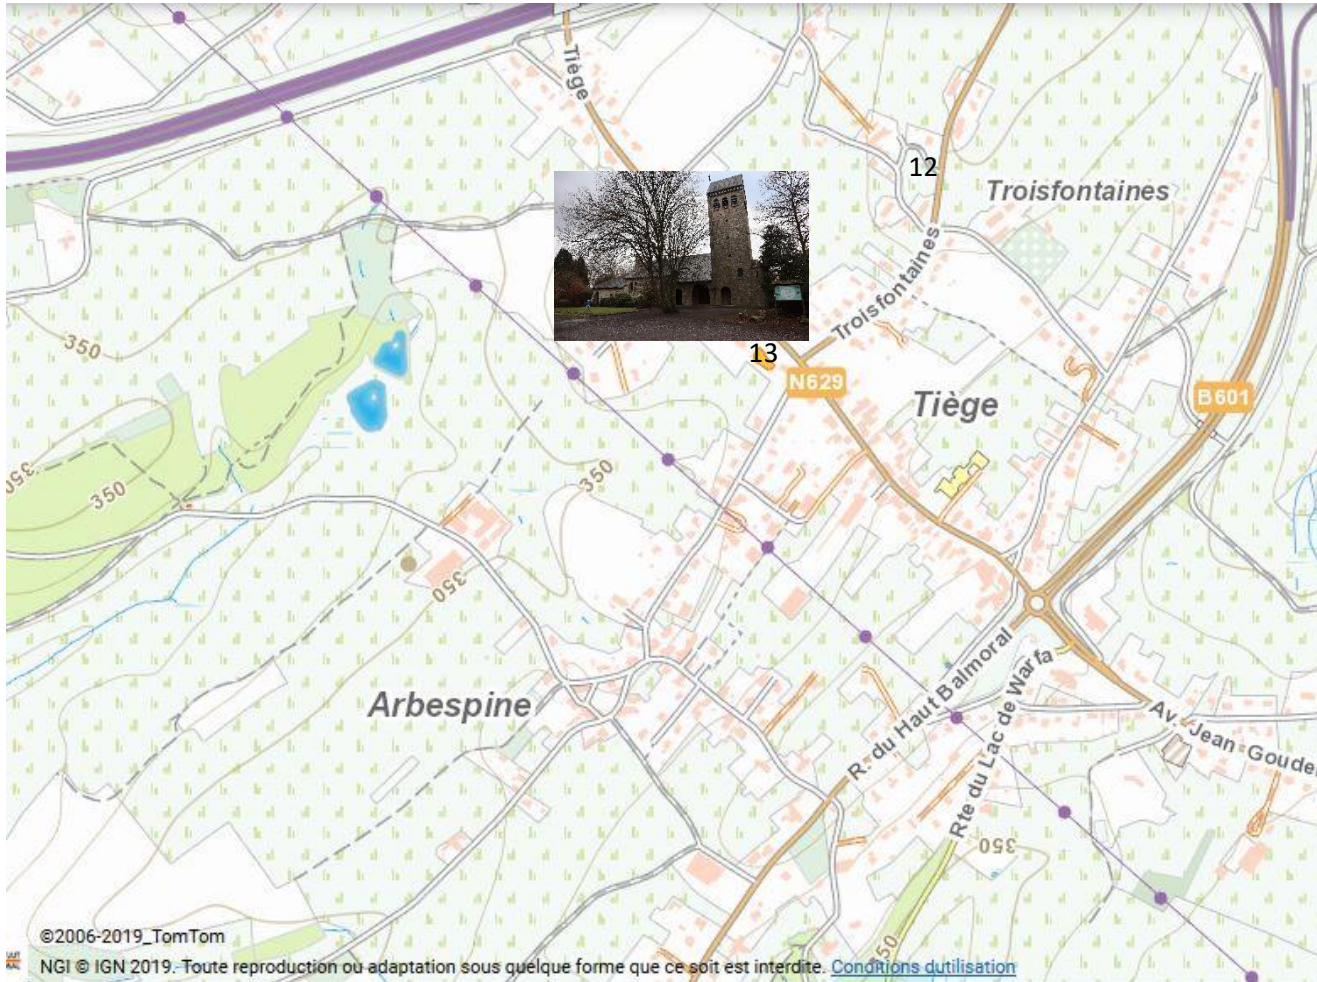 Tiège
12
Troisfontaines
Troisfontaines
350
13
N629
Tiège
B601
350
350
350
350
R. du Haut Balmoral
Rte du Lac de Warfa
Arbespine
Av. Jean Goude
350
350
©2006-2019_TomTom
NGI © IGN 2019. Toute reproduction ou adaptation sous quelque forme que ce soit est interdite. Conditions dutilisation